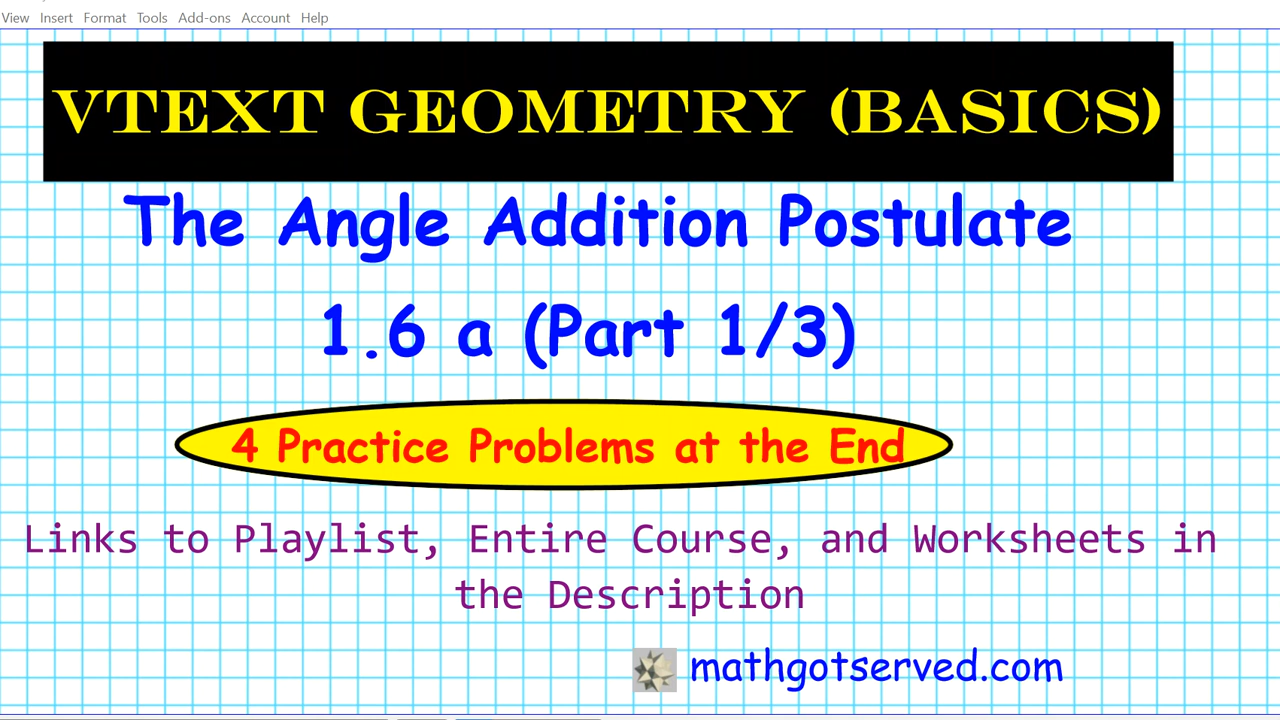 View Insert Format Tools Add-ons Account Help
VTEXT GEOMETRY (BASICS)
The Angle Addition Postulate
1.6 a (Part 1/3)
4 Practice Problems at the End
Links to Playlist, Entire Course, and Worksheets in
the Description
mathgotserved.com